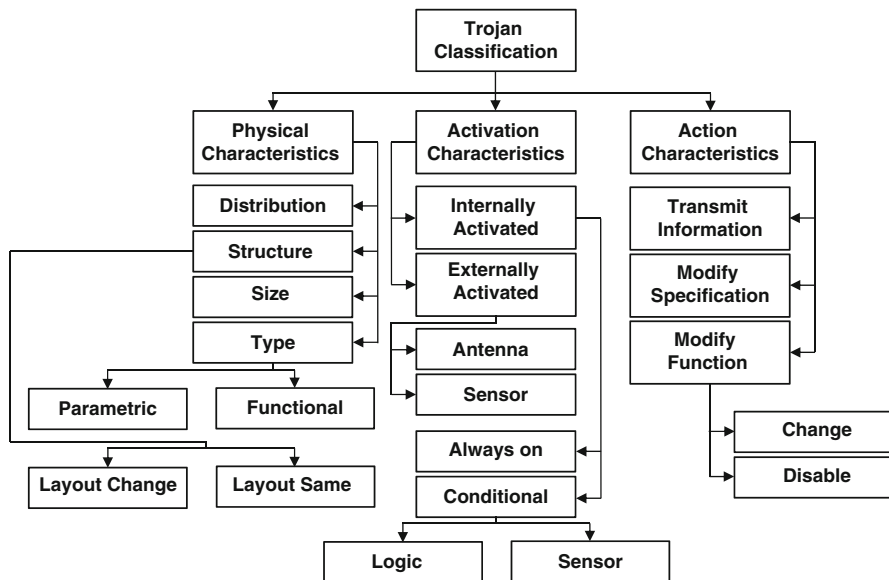 Trojan
Classification
Physical
Characteristics
Activation
Characteristics
Action
Characteristics
Distribution
Structure
Size
Type
Parametric
Functional
Layout Change
Layout Same
Internally
Activated
Externally
Activated
Antenna
Sensor
Always on
Conditional
Logic
Sensor
Transmit
Information
Modify
Specification
Modify
Function
Change
Disable